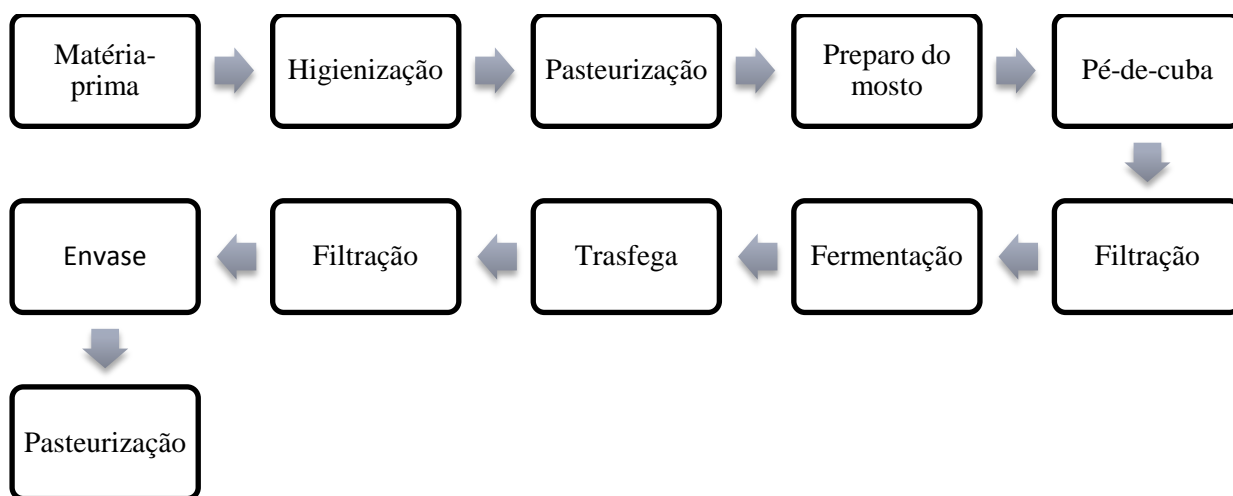 Matéria-
prima
Higienização
Pasteurização
Preparo do
mosto
Pé-de-cuba
Filtração
Fermentação
Trasfega
Filtração
Envase
Pasteurização